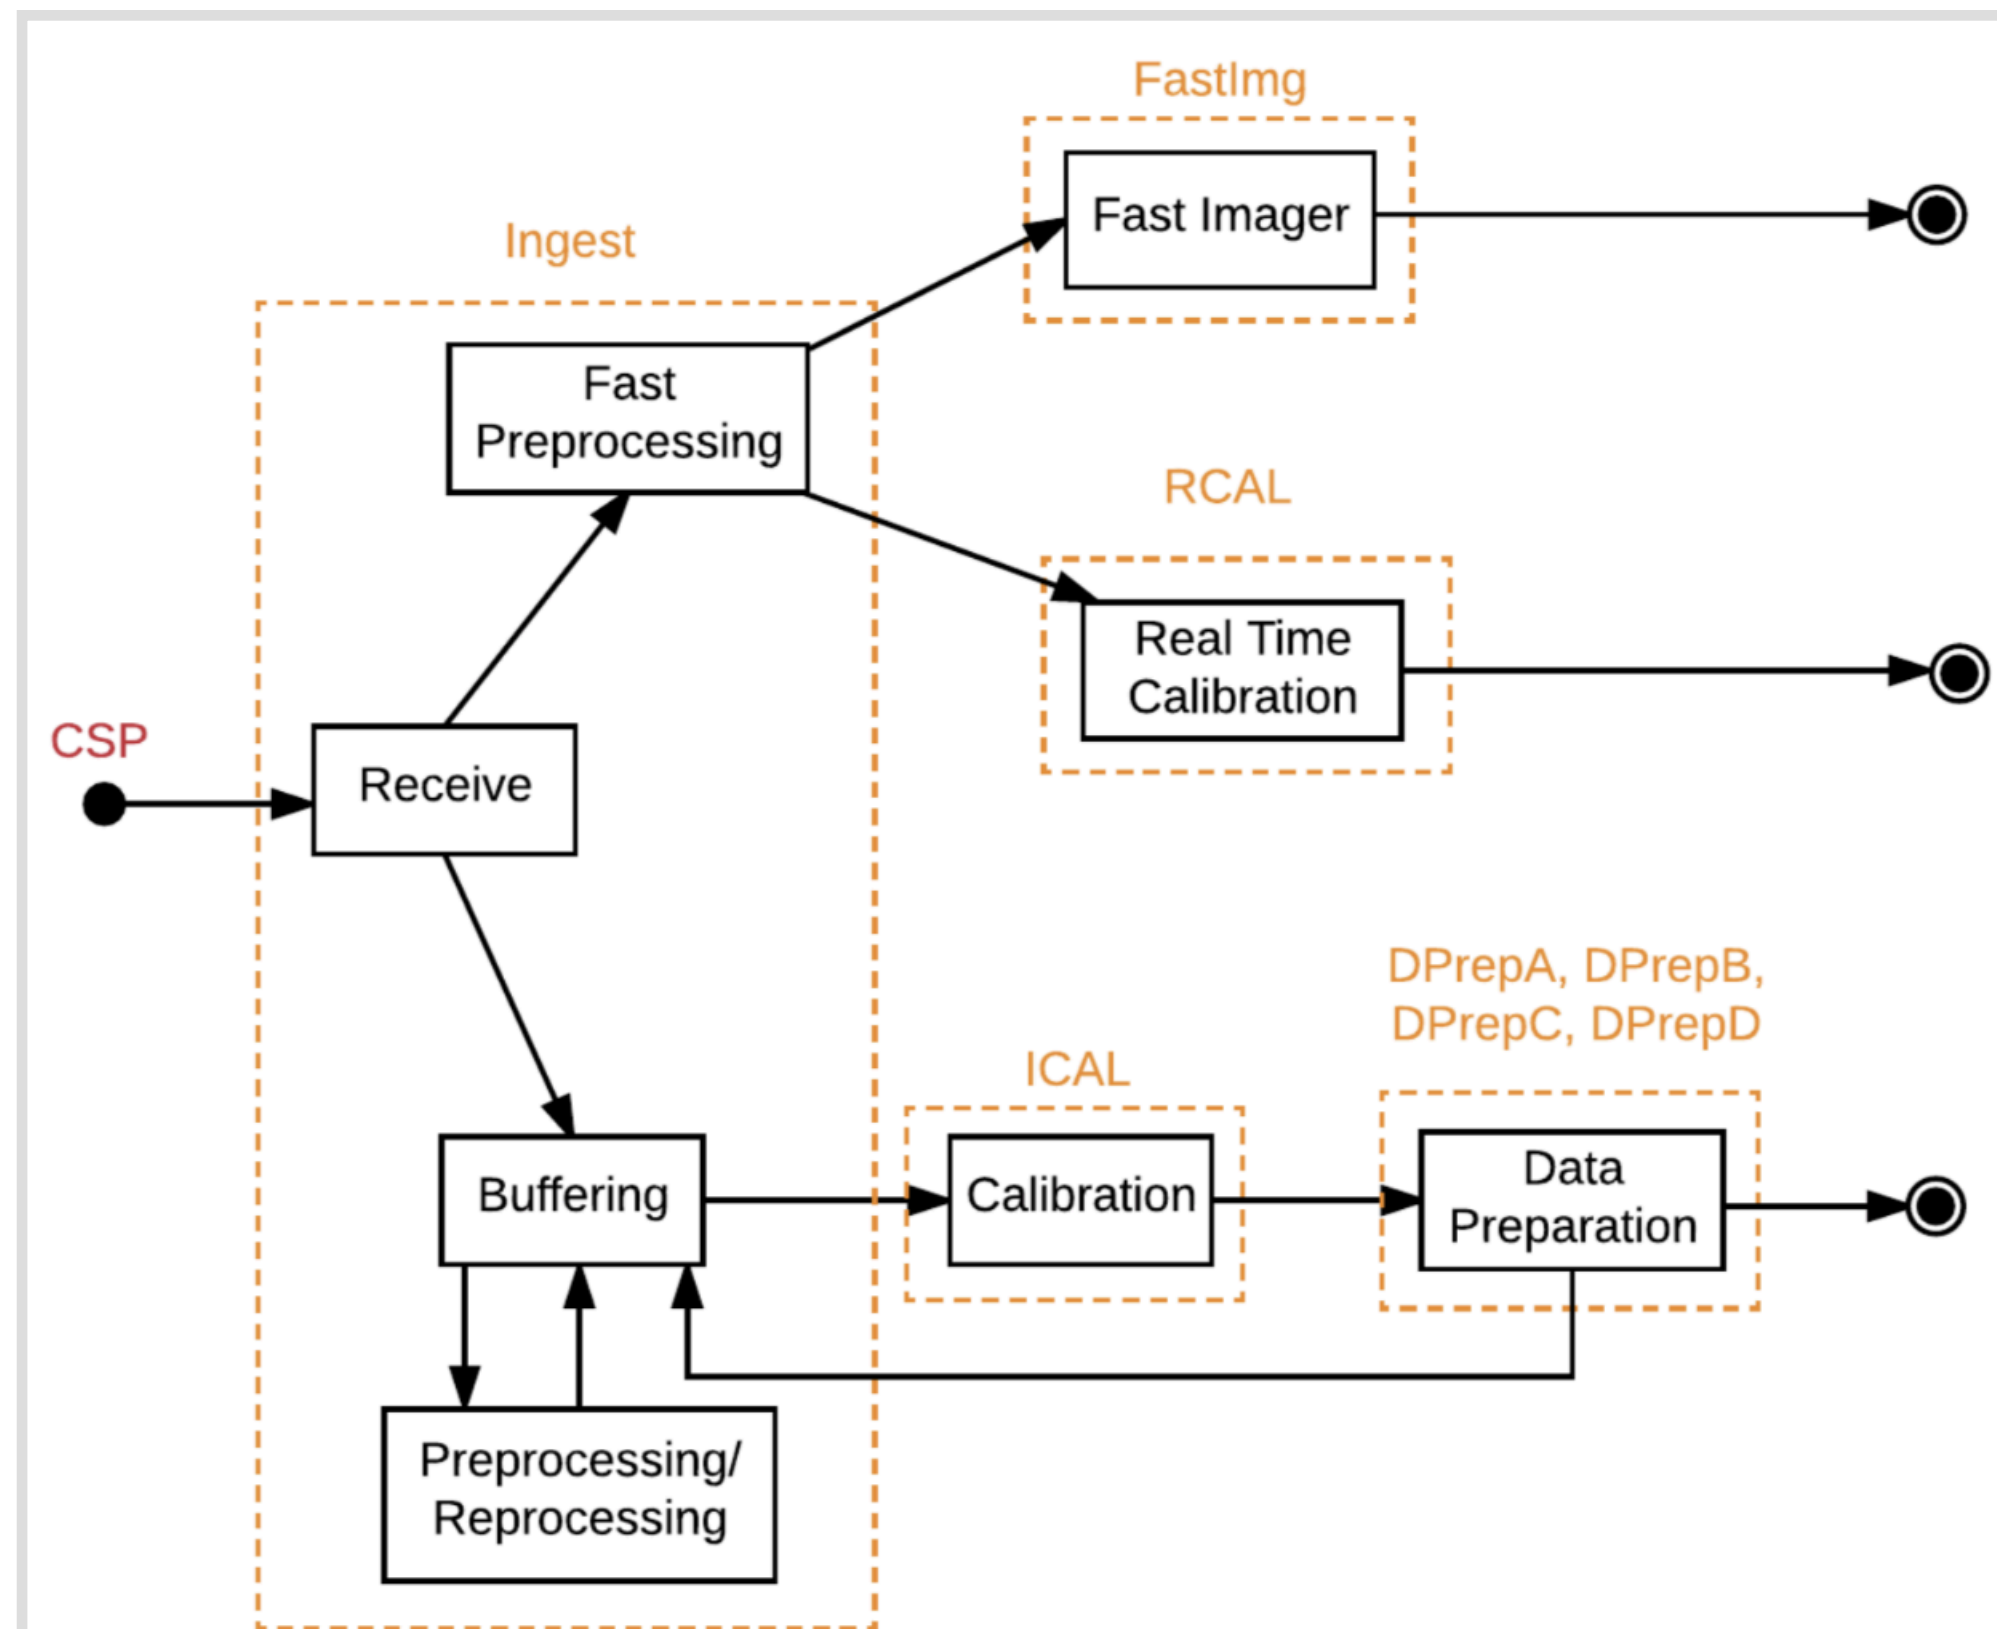 FastImg
Fast Imager
Ingest
Fast
Preprocessing
RCAL
Real Time
Calibration
CSP
Receive
DPrepA, DPrepB,
DPrepC, DPrepD
ICAL
Buffering
Calibration
Data
Preparation
Preprocessing/
Reprocessing